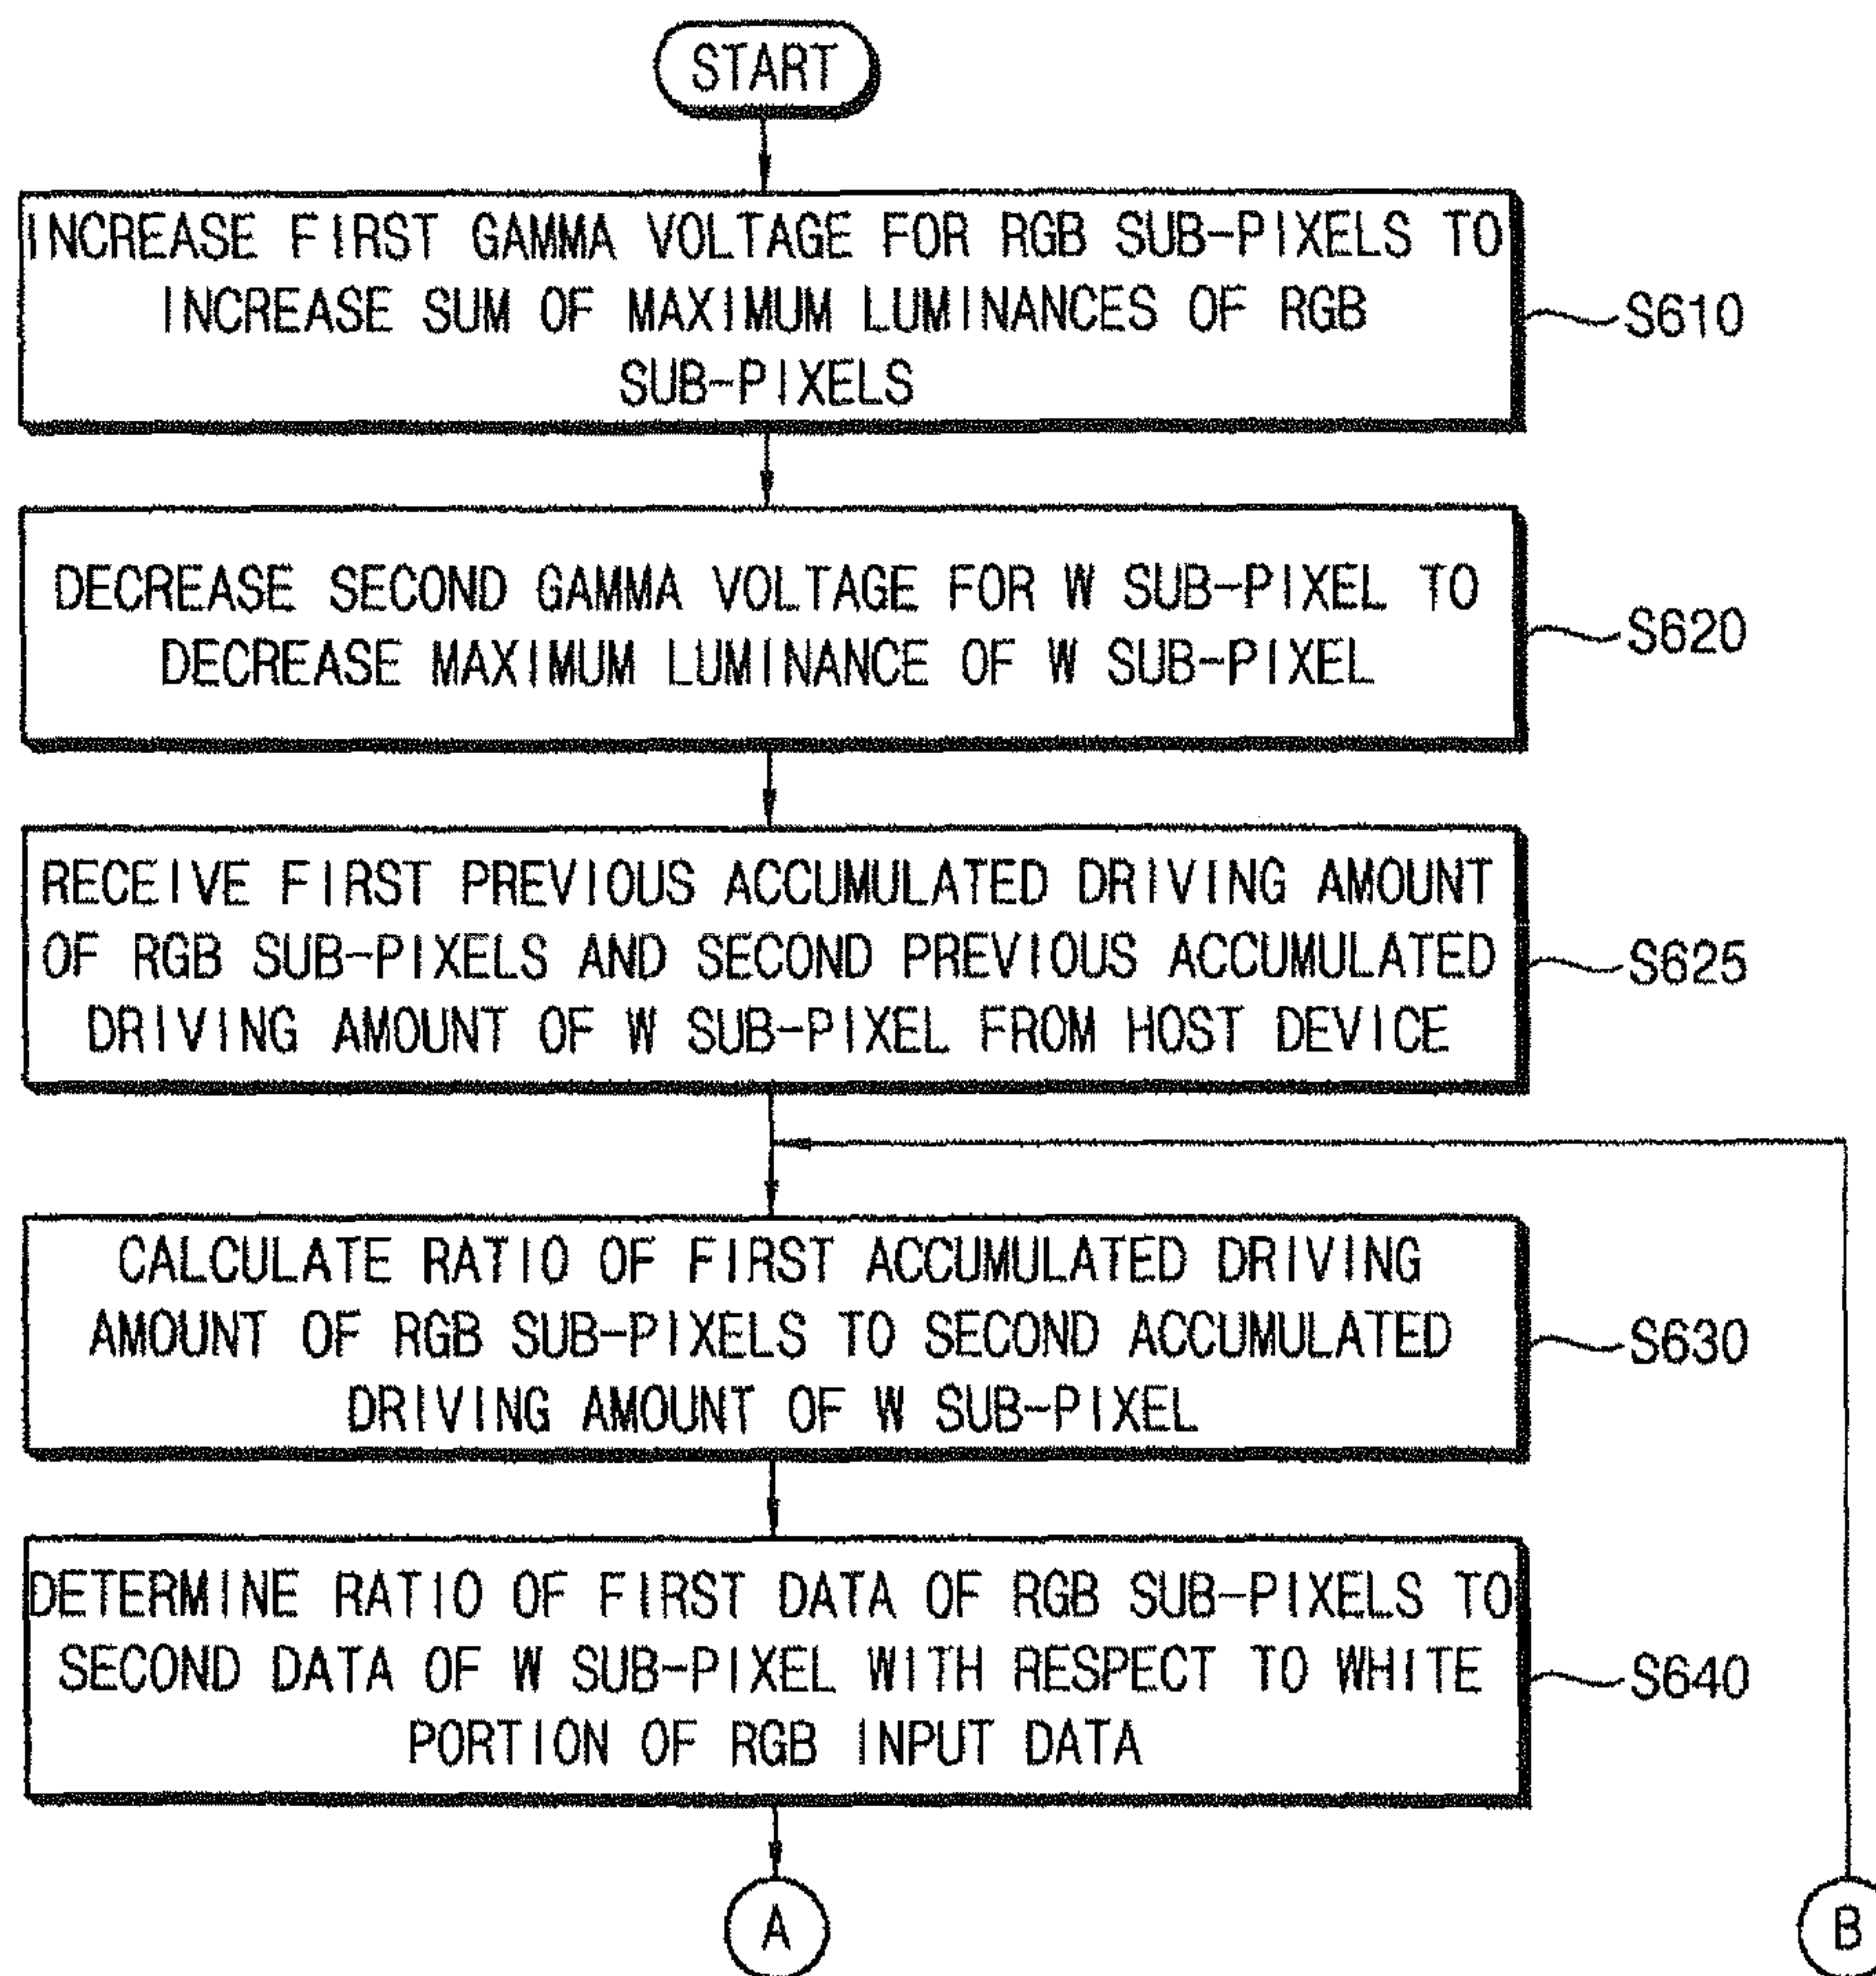 START
INCREASE FIRST GAMMA VOLTAGE FOR RGB SUB-PIXELS TO
INCREASE SUM OF MAXIMUM LUMINANCES OF RGB
SUB-PIXELS
S610
DECREASE SECOND GAMMA VOLTAGE FOR W SUB-PIXEL TO
DECREASE MAXIMUM LUMINANCE OF W SUB-PIXEL
S620
RECEIVE FIRST PREVIOUS ACCUMULATED DRIVING AMOUNT
OF RGB SUB-PIXELS AND SECOND PREVIOUS ACCUMULATED
DRIVING AMOUNT OF W SUB-PIXEL FROM HOST DEVICE
S625
CALCULATE RATIO OF FIRST ACCUMULATED DRIVING
AMOUNT OF RGB SUB-PIXELS TO SECOND ACCUMULATED
DRIVING AMOUNT OF W SUB-PIXEL
S630
DETERMINE RATIO OF FIRST DATA OF RGB SUB-PIXELS TO
SECOND DATA OF W SUB-PIXEL WITH RESPECT TO WHITE
PORTION OF RGB INPUT DATA
S640
A
B